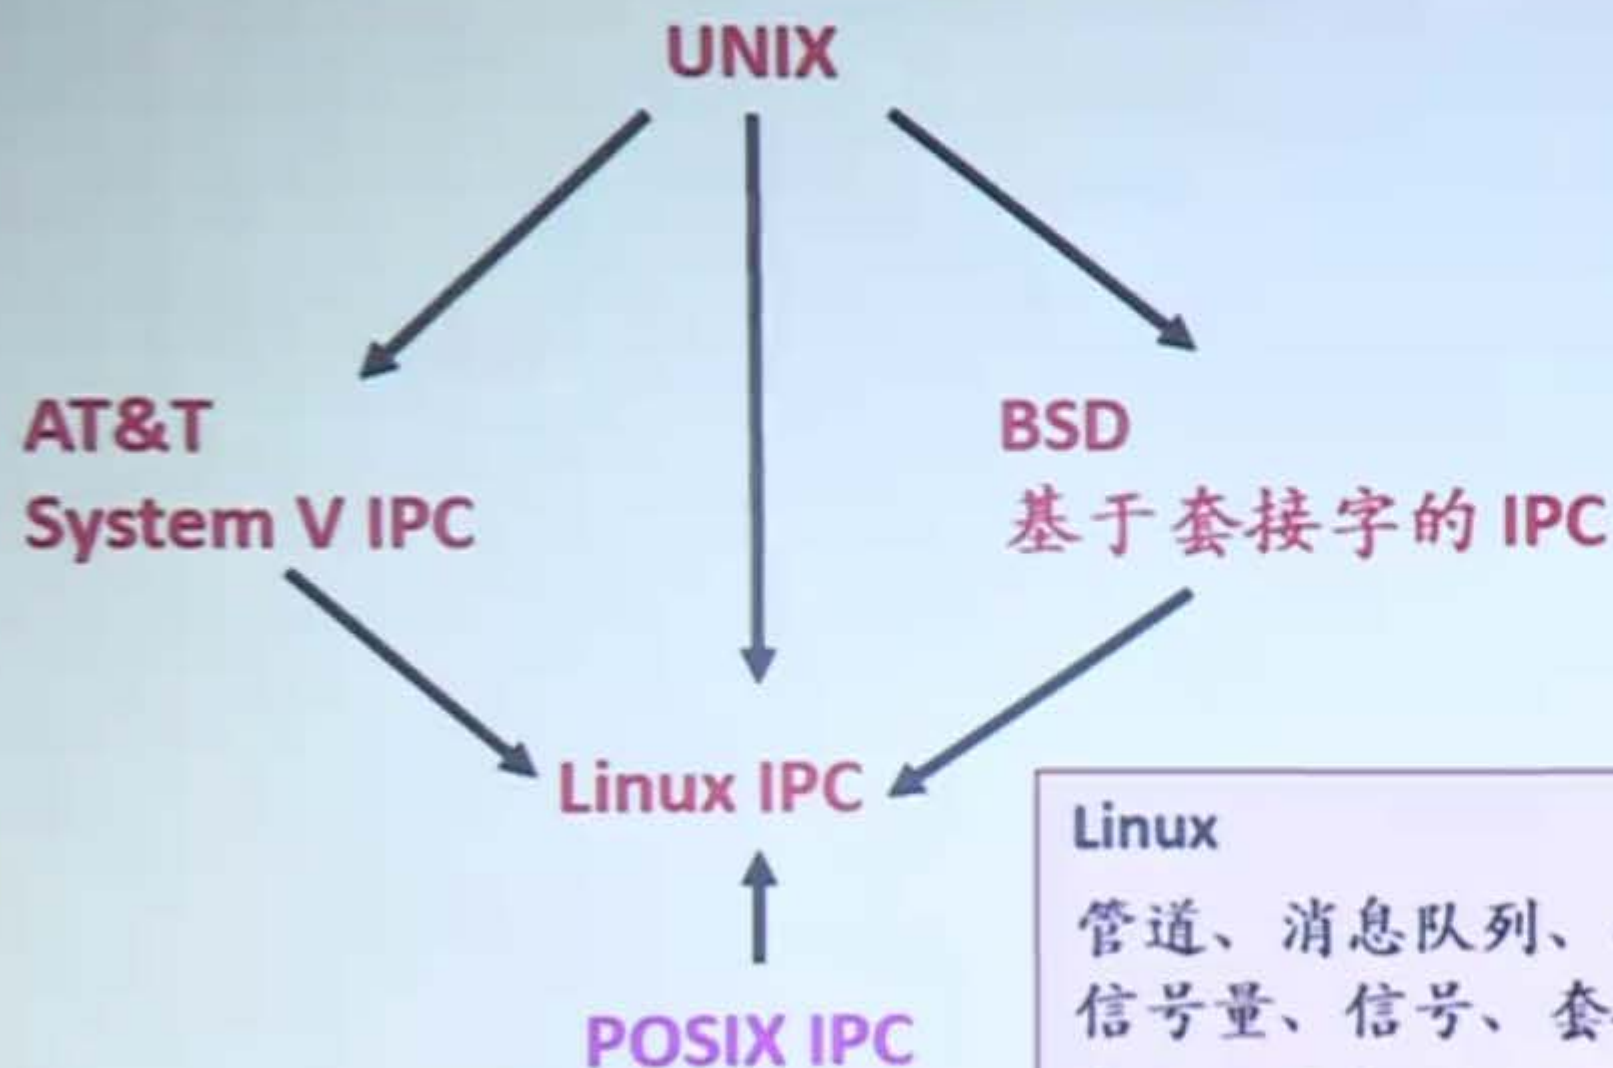 UNIX
AT&T
System V IPC
BSD
基于套接字的 IPC
Linux IPC
POSIX IPC
Linux
管道、消息队列、
信号量、信号、套